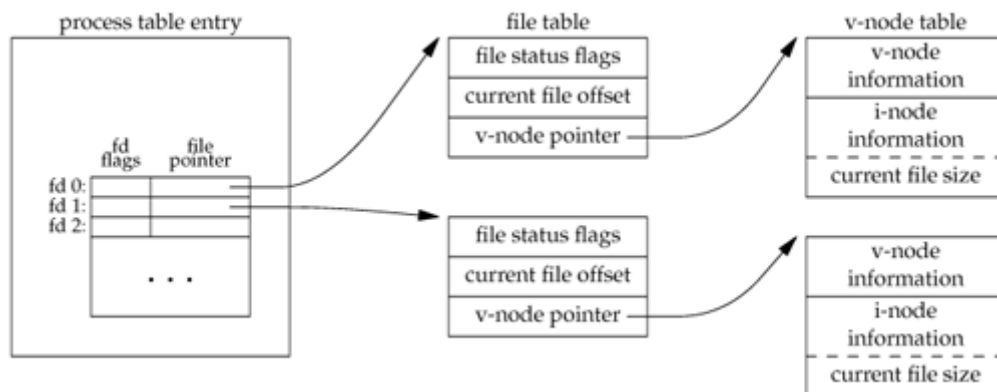 process table entry
fd
flags
file
pointer
fd 0:
fd 1:
fd 2:
. . .
file table
file status flags
current file offset
v-node pointer
file status flags
current file offset
v-node pointer
v-node table
v-node
information
i-node
information
current file size
v-node
information
i-node
information
current file size